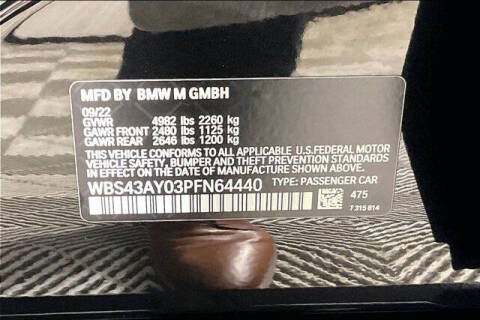 MFD BY BMW M GMBH
09/22
GVWR 4982 lbs 2260 kg
GAWR FRONT 2480 lbs 1125 kg
GAWR REAR 2646 lbs 1200 kg
THIS VEHICLE CONFORMS TO ALL APPLICABLE U.S.FEDERAL MOTOR
VEHICLE SAFETY, BUMPER AND THEFT PREVENTION STANDARDS
IN EFFECT ON THE DATE OF MANUFACTURE SHOWN ABOVE.
WBS43AY03PFN64440 TYPE: PASSENGER CAR
475
7 315 814